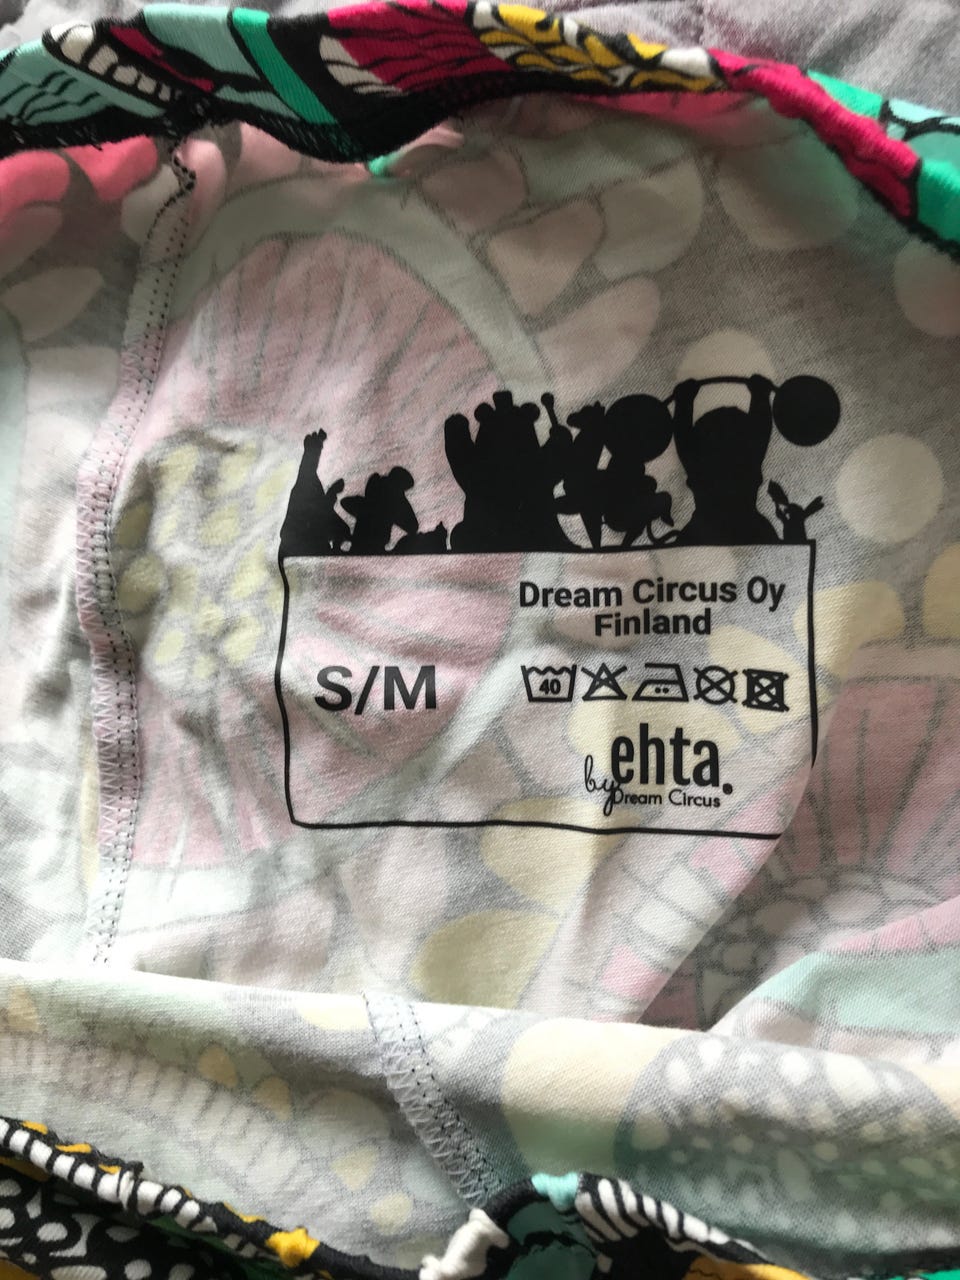 Dream Circus Oy
Finland
S/M
40
ehta.
by Dream Circus